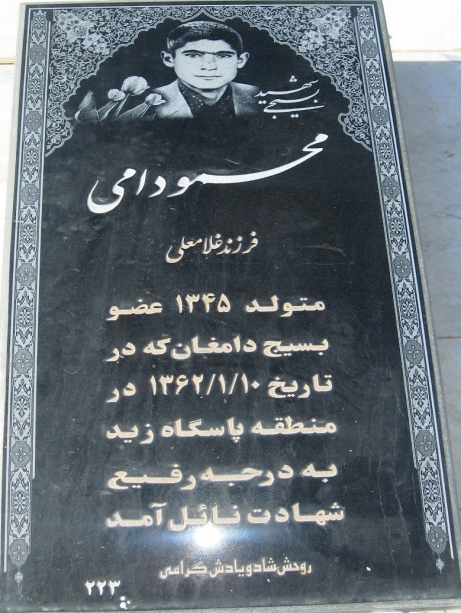 شهید
بسیجی
محمود دامی
فرزند غلامعلی
متولد ۱۳۴۵ عضو
بسیج دامغان که در
تاریخ ۱۳۶۲/۱/۱۰ در
منطقه پاسگاه زید
به درجه رفیع
شهادت نائل آمد
روحش شاد و یادش گرامی
۲۲۳